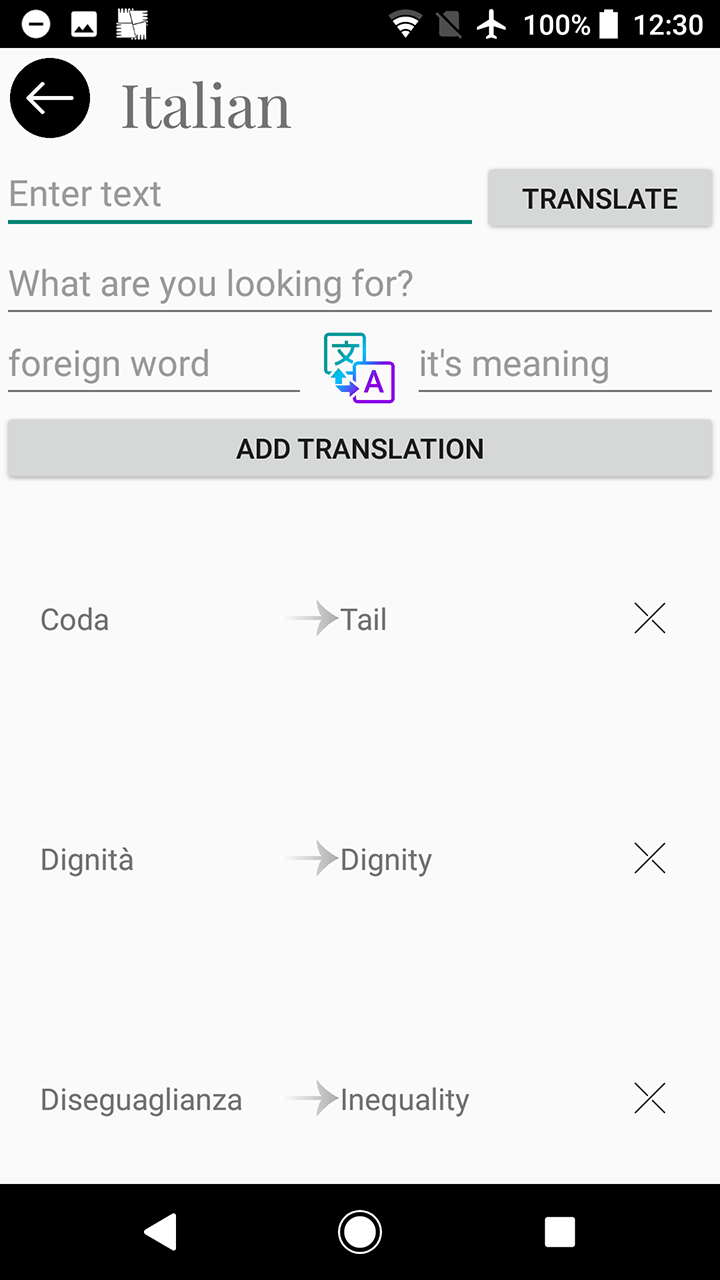 100% 12:30
Italian
Enter text TRANSLATE
What are you looking for?
foreign word 文 A it's meaning
ADD TRANSLATION
Coda Tail
Dignità Dignity
Diseguaglianza Inequality